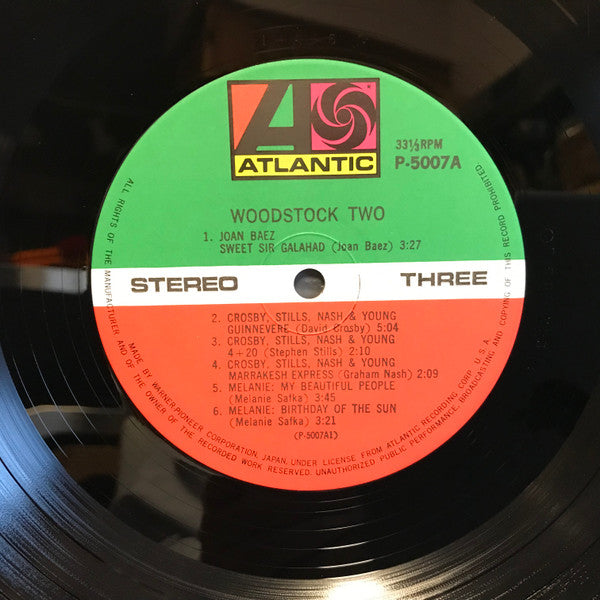 ATLANTIC
33⅓RPM
P-5007A
WOODSTOCK TWO
1. JOAN BAEZ
SWEET SIR GALAHAD (Joan Baez) 3:27
STEREO
THREE
2. CROSBY, STILLS, NASH & YOUNG
GUINNEVERE (David Crosby) 5:04
3. CROSBY, STILLS, NASH & YOUNG
4+20 (Stephen Stills) 2:10
4. CROSBY, STILLS, NASH & YOUNG
MARRAKESH EXPRESS (Graham Nash) 2:09
5. MELANIE: MY BEAUTIFUL PEOPLE
(Melanie Safka) 3:45
6. MELANIE: BIRTHDAY OF THE SUN
(Melanie Safka) 3:21
(P-5007A1)
ALL RIGHTS OF THE MANUFACTURER AND OF THE OWNER OF THE RECORDED WORK RESERVED. UNAUTHORIZED PUBLIC PERFORMANCE, BROADCASTING AND COPYING OF THIS RECORD PROHIBITED
MADE BY WARNER-PIONEER CORPORATION, JAPAN, UNDER LICENSE FROM ATLANTIC RECORDING CORP. U.S.A.